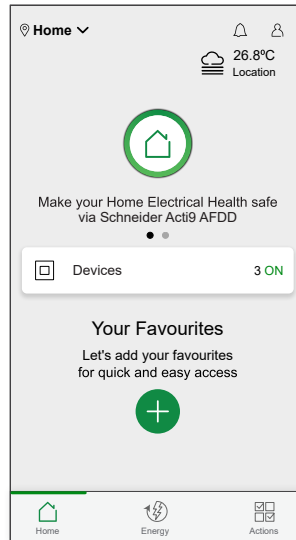 Home
26.8ºC
Location
Make your Home Electrical Health safe
via Schneider Acti9 AFDD
Devices 3 ON
Your Favourites
Let's add your favourites
for quick and easy access
Home Energy Actions